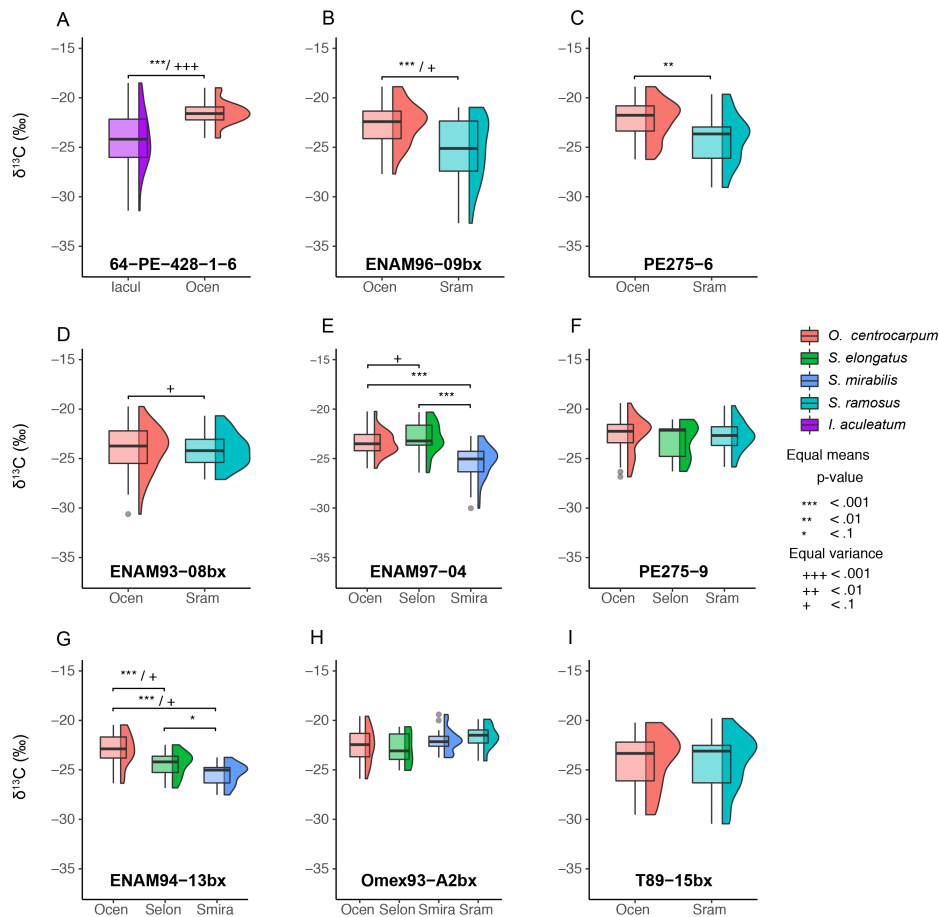 A
B
C
δ¹³C (‰)
−15
−20
−25
−30
−35
***/ +++
64−PE−428−1−6
Iacul Ocen
−15
−20
−25
−30
−35
*** / +
ENAM96−09bx
Ocen Sram
−15
−20
−25
−30
−35
**
PE275−6
Ocen Sram
D
E
F
δ¹³C (‰)
−15
−20
−25
−30
−35
+
ENAM93−08bx
Ocen Sram
−15
−20
−25
−30
−35
+
***
***
ENAM97−04
Ocen Selon Smira
−15
−20
−25
−30
−35
PE275−9
Ocen Selon Sram
O. centrocarpum
S. elongatus
S. mirabilis
S. ramosus
I. aculeatum
Equal means
p-value
*** < .001
** < .01
* < .1
Equal variance
+++ < .001
++ < .01
+ < .1
G
H
I
δ¹³C (‰)
−15
−20
−25
−30
−35
*** / +
*** / +
*
ENAM94−13bx
Ocen Selon Smira
−15
−20
−25
−30
−35
Omex93−A2bx
Ocen Selon Smira Sram
−15
−20
−25
−30
−35
T89−15bx
Ocen Sram